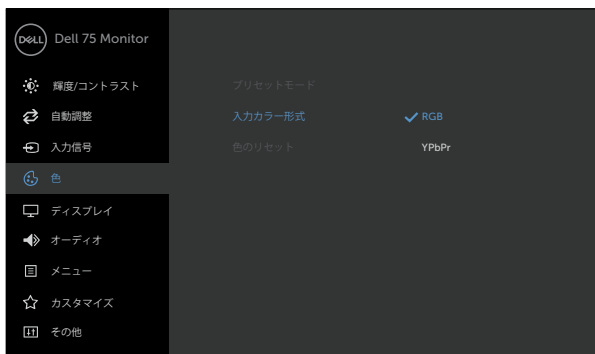 DELL Dell 75 Monitor
輝度/コントラスト
プリセットモード
自動調整
入力カラー形式
RGB
入力信号
色のリセット
YPbPr
色
ディスプレイ
オーディオ
メニュー
カスタマイズ
その他